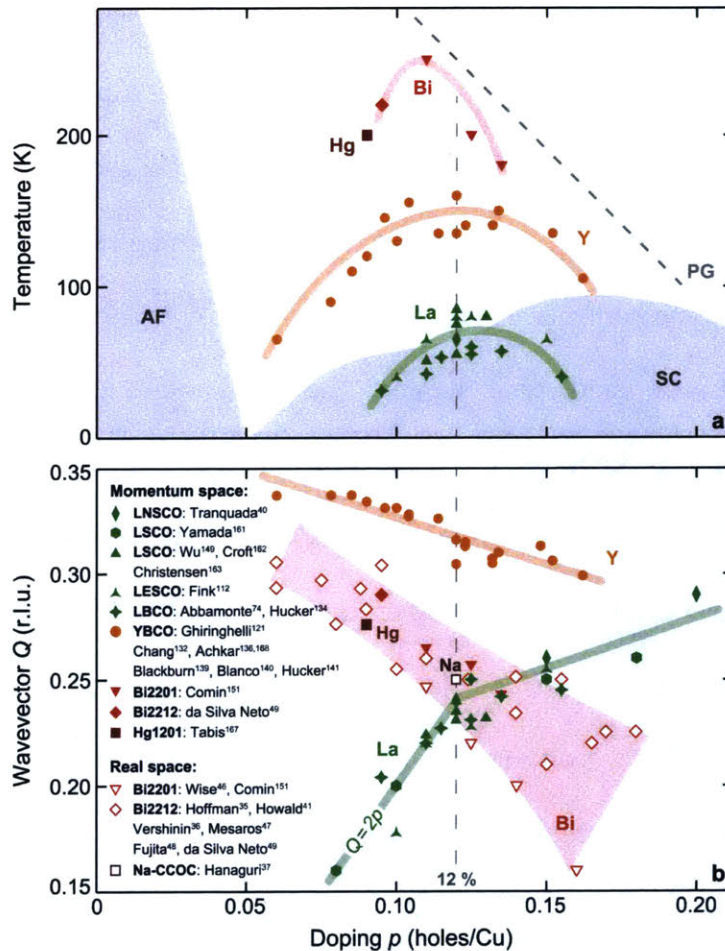 Temperature (K)
200
100
0
AF
Hg
Bi
Y
La
PG
SC
a
Wavevector Q (r.l.u.)
0.35
0.30
0.25
0.20
0.15
Momentum space:
LNSCO: Tranquada40
LSCO: Yamada161
LSCO: Wu149, Croft162
Christensen163
LESCO: Fink112
LBCO: Abbamonte74, Hucker134
YBCO: Ghiringhelli121
Chang132, Achkar136,168
Blackburn139, Blanco140, Hucker141
Bi2201: Comin151
Bi2212: da Silva Neto49
Hg1201: Tabis167
Real space:
Bi2201: Wise46, Comin151
Bi2212: Hoffman35, Howald41
Vershinin36, Mesaros47
Fujita48, da Silva Neto49
Na-CCOC: Hanaguri37
Y
Hg
Na
La
Q=2p
Bi
12 %
b
0
0.05
0.10
0.15
0.20
Doping p (holes/Cu)